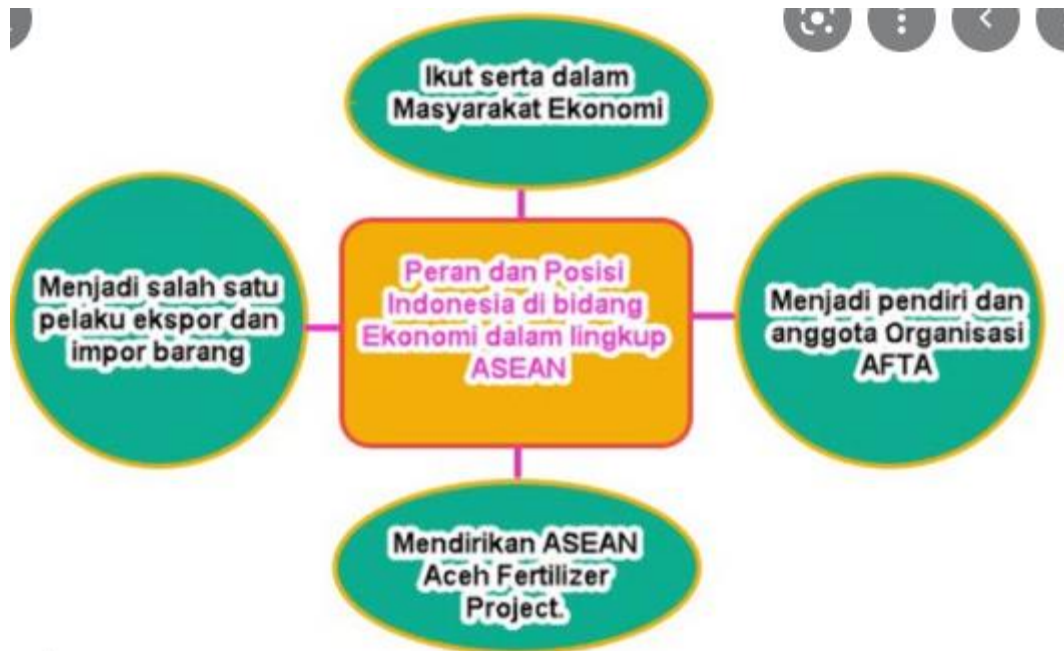 Ikut serta dalam
Masyarakat Ekonomi
Menjadi salah satu
pelaku ekspor dan
impor barang
Peran dan Posisi
Indonesia di bidang
Ekonomi dalam lingkup
ASEAN
Menjadi pendiri dan
anggota Organisasi
AFTA
Mendirikan ASEAN
Aceh Fertilizer
Project.